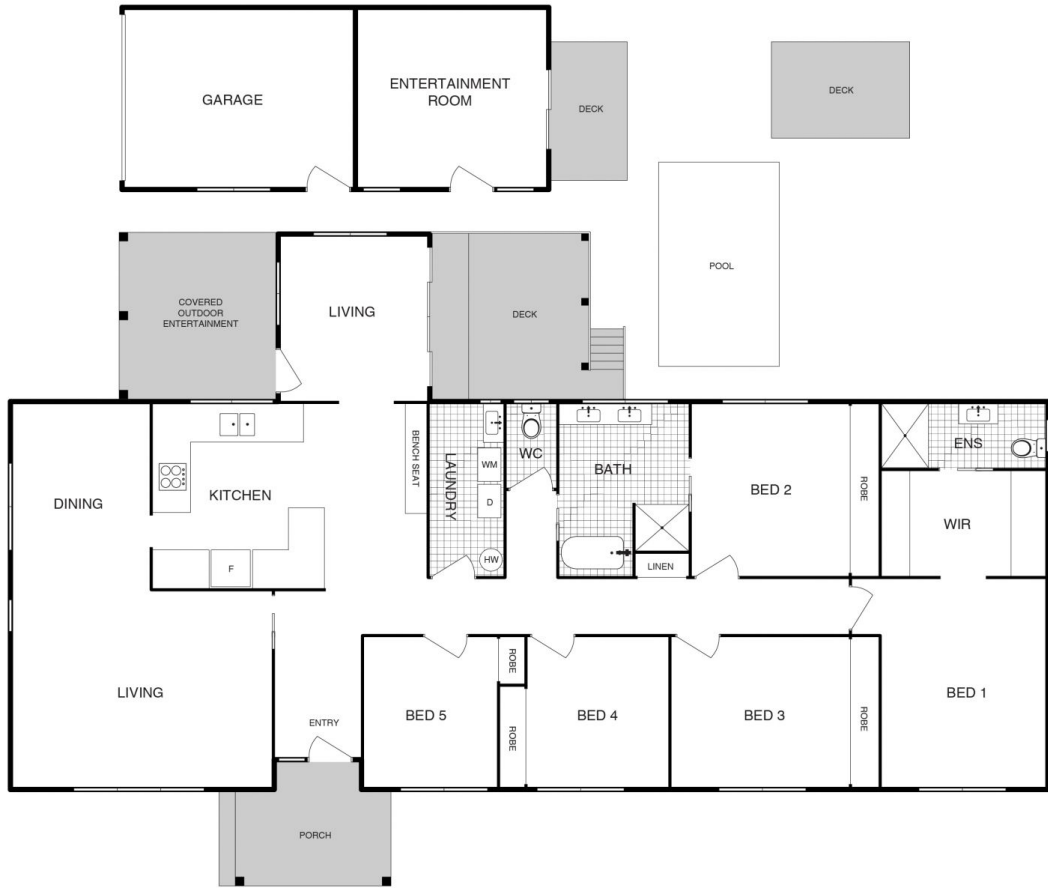 GARAGE
ENTERTAINMENT
ROOM
DECK
DECK
POOL
COVERED
OUTDOOR
ENTERTAINMENT
LIVING
DECK
DINING
KITCHEN
F
BENCH SEAT
LAUNDRY
WM
D
HW
WC
BATH
LINEN
BED 2
ROBE
ENS
WIR
LIVING
ENTRY
BED 5
ROBE
ROBE
BED 4
BED 3
ROBE
BED 1
PORCH